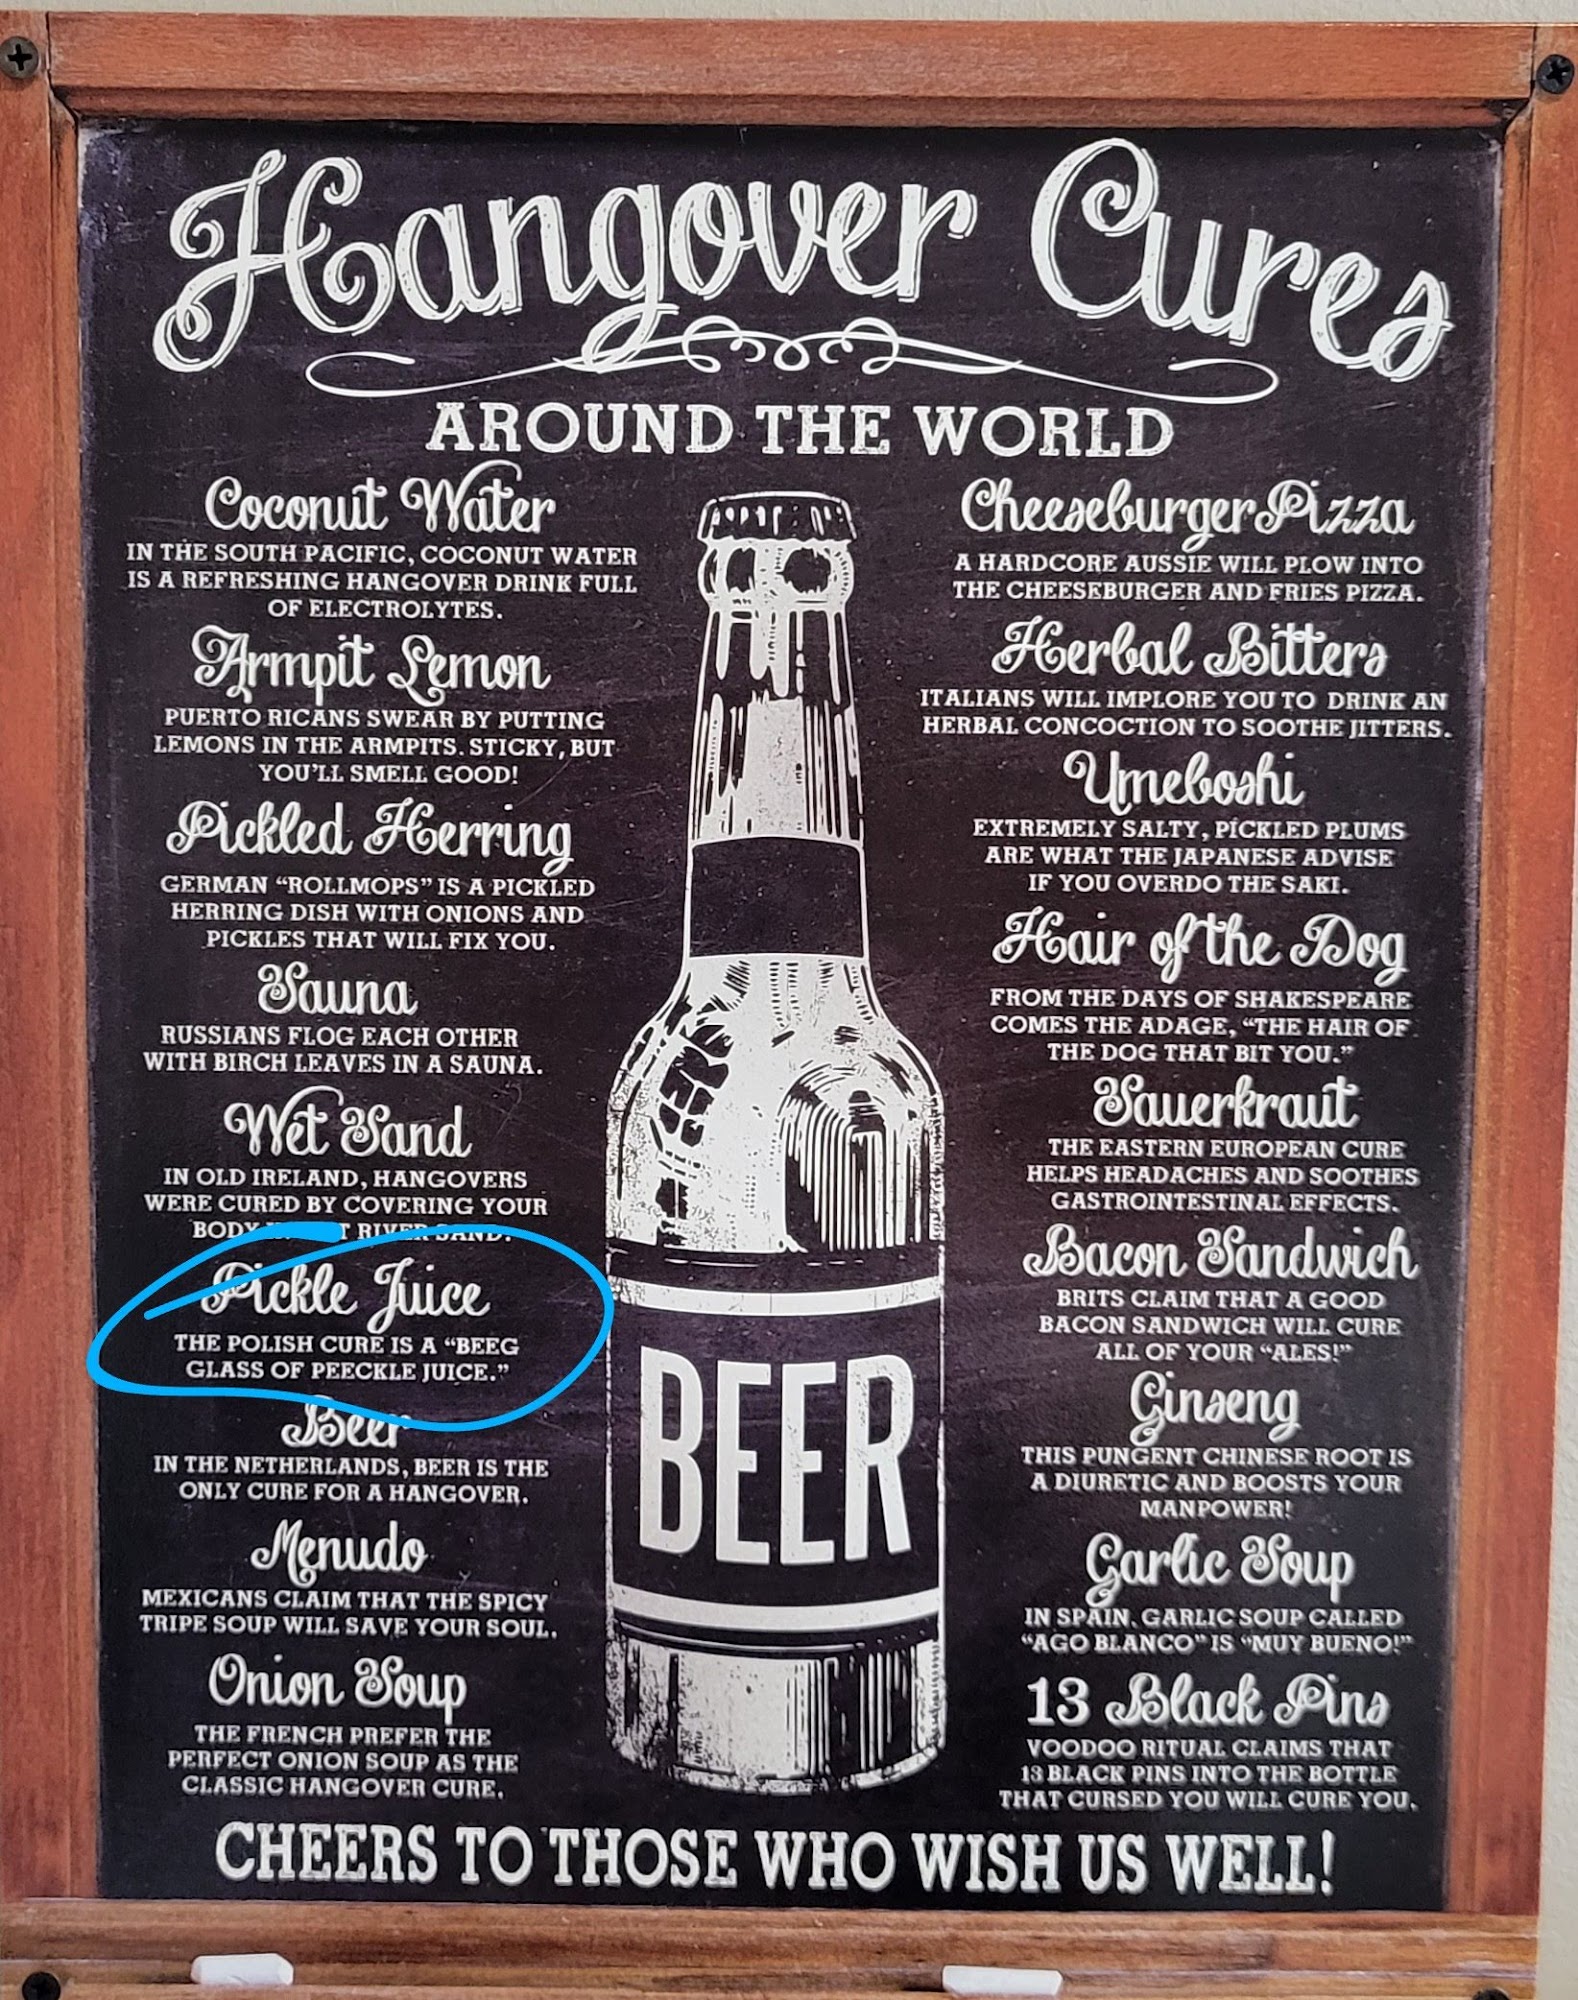 Hangover Cures
AROUND THE WORLD
Coconut Water
IN THE SOUTH PACIFIC, COCONUT WATER
IS A REFRESHING HANGOVER DRINK FULL
OF ELECTROLYTES.
Armpit Lemon
PUERTO RICANS SWEAR BY PUTTING
LEMONS IN THE ARMPITS. STICKY, BUT
YOU'LL SMELL GOOD!
Pickled Herring
GERMAN "ROLLMOPS" IS A PICKLED
HERRING DISH WITH ONIONS AND
PICKLES THAT WILL FIX YOU.
Sauna
RUSSIANS FLOG EACH OTHER
WITH BIRCH LEAVES IN A SAUNA.
Wet Sand
IN OLD IRELAND, HANGOVERS
WERE CURED BY COVERING YOUR
BODY RIVER SAND.
Pickle Juice
THE POLISH CURE IS A "BEEG
GLASS OF PEECKLE JUICE."
Beer
IN THE NETHERLANDS, BEER IS THE
ONLY CURE FOR A HANGOVER.
Menudo
MEXICANS CLAIM THAT THE SPICY
TRIPE SOUP WILL SAVE YOUR SOUL.
Onion Soup
THE FRENCH PREFER THE
PERFECT ONION SOUP AS THE
CLASSIC HANGOVER CURE.
BEER
Cheeseburger Pizza
A HARDCORE AUSSIE WILL PLOW INTO
THE CHEESEBURGER AND FRIES PIZZA.
Herbal Bitters
ITALIANS WILL IMPLORE YOU TO DRINK AN
HERBAL CONCOCTION TO SOOTHE JITTERS.
Umeboshi
EXTREMELY SALTY, PICKLED PLUMS
ARE WHAT THE JAPANESE ADVISE
IF YOU OVERDO THE SAKI.
Hair of the Dog
FROM THE DAYS OF SHAKESPEARE
COMES THE ADAGE, "THE HAIR OF
THE DOG THAT BIT YOU."
Sauerkraut
THE EASTERN EUROPEAN CURE
HELPS HEADACHES AND SOOTHES
GASTROINTESTINAL EFFECTS.
Bacon Sandwich
BRITS CLAIM THAT A GOOD
BACON SANDWICH WILL CURE
ALL OF YOUR "ALES!"
Ginseng
THIS PUNGENT CHINESE ROOT IS
A DIURETIC AND BOOSTS YOUR
MANPOWER!
Garlic Soup
IN SPAIN, GARLIC SOUP CALLED
"AGO BLANCO" IS "MUY BUENO!"
13 Black Pins
VOODOO RITUAL CLAIMS THAT
13 BLACK PINS INTO THE BOTTLE
THAT CURSED YOU WILL CURE YOU.
CHEERS TO THOSE WHO WISH US WELL!